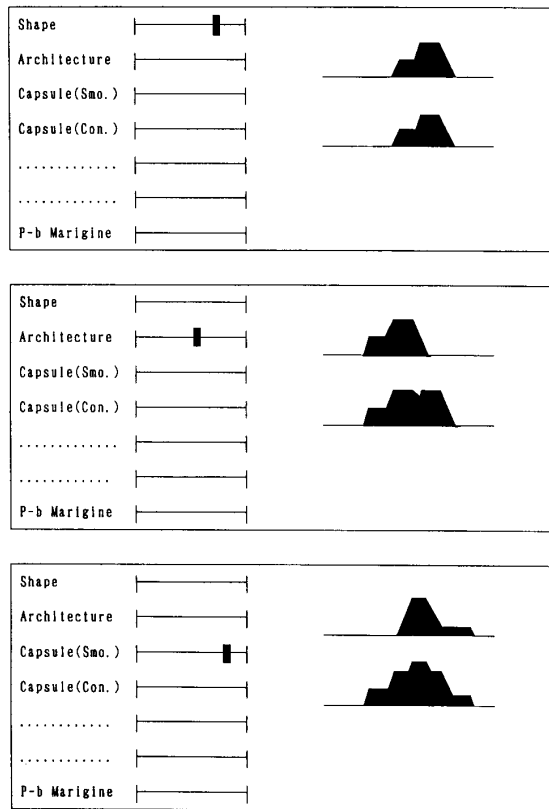 Shape
Architecture
Capsule(Smo.)
Capsule(Con.)
.............
.............
P-b Marigine
Shape
Architecture
Capsule(Smo.)
Capsule(Con.)
.............
............
P-b Marigine
Shape
Architecture
Capsule(Smo.)
Capsule(Con.)
............
............
P-b Marigine